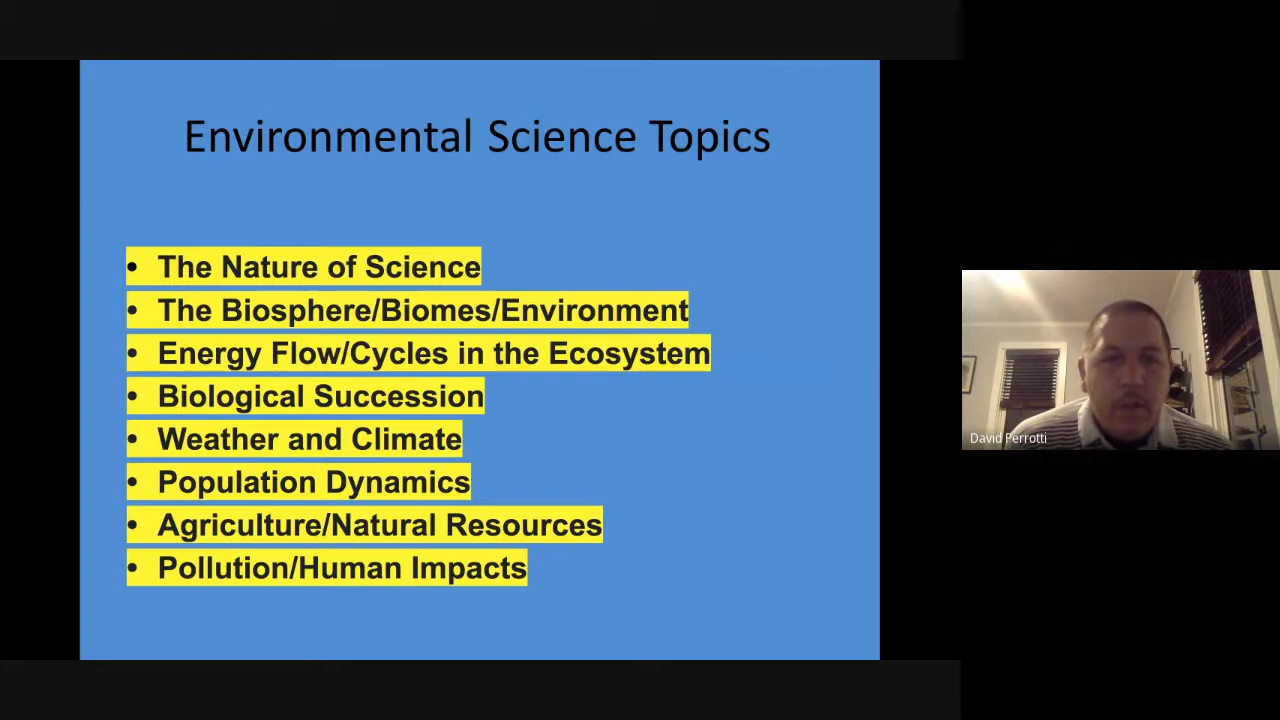 Environmental Science Topics
• The Nature of Science
• The Biosphere/Biomes/Environment
• Energy Flow/Cycles in the Ecosystem
• Biological Succession
• Weather and Climate
• Population Dynamics
• Agriculture/Natural Resources
• Pollution/Human Impacts
David Perrotti